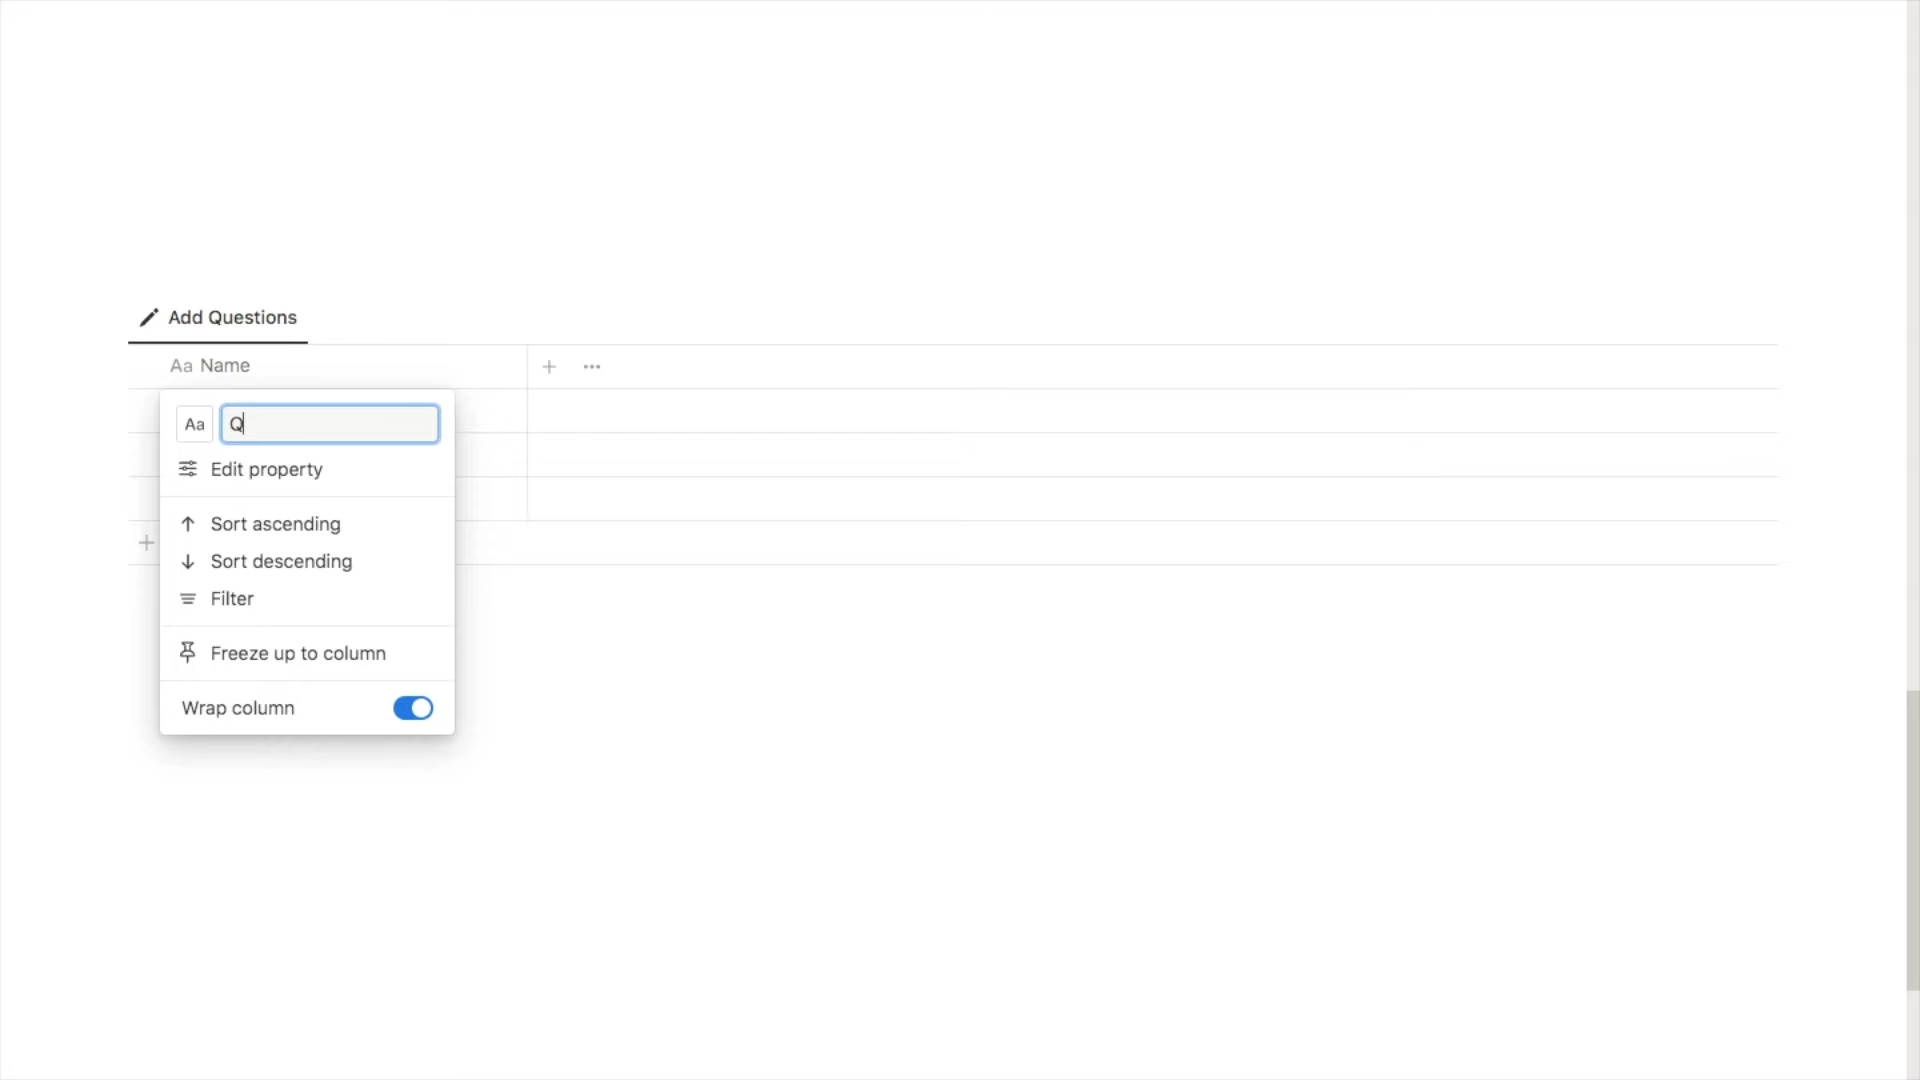 Add Questions
Aa Name
Aa Q
Edit property
Sort ascending
Sort descending
Filter
Freeze up to column
Wrap column